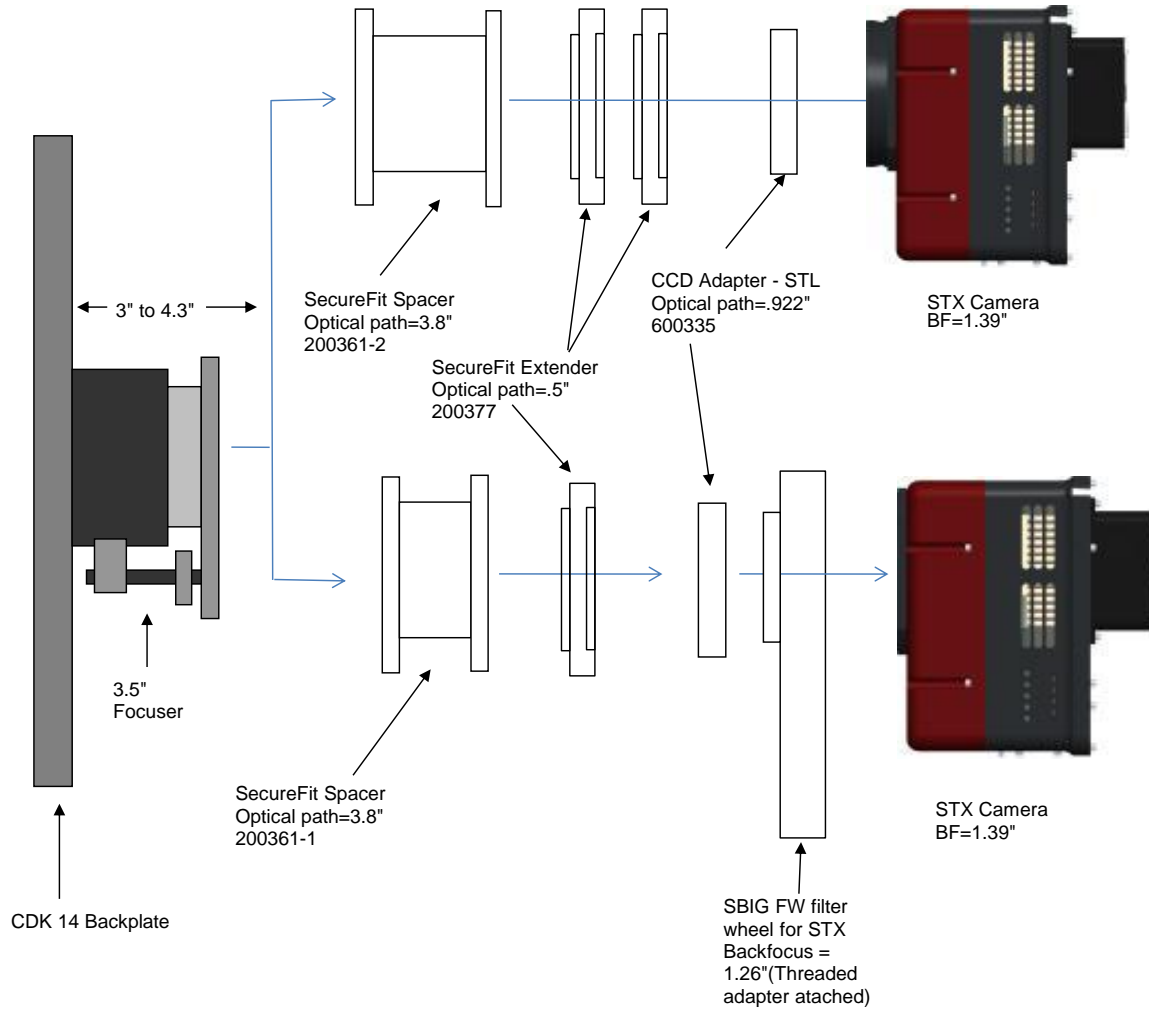 3" to 4.3"
SecureFit Spacer
Optical path=3.8"
200361-2
CCD Adapter - STL
Optical path=.922"
600335
STX Camera
BF=1.39"
SecureFit Extender
Optical path=.5"
200377
3.5"
Focuser
SecureFit Spacer
Optical path=3.8"
200361-1
STX Camera
BF=1.39"
CDK 14 Backplate
SBIG FW filter
wheel for STX
Backfocus =
1.26"(Threaded
adapter atached)